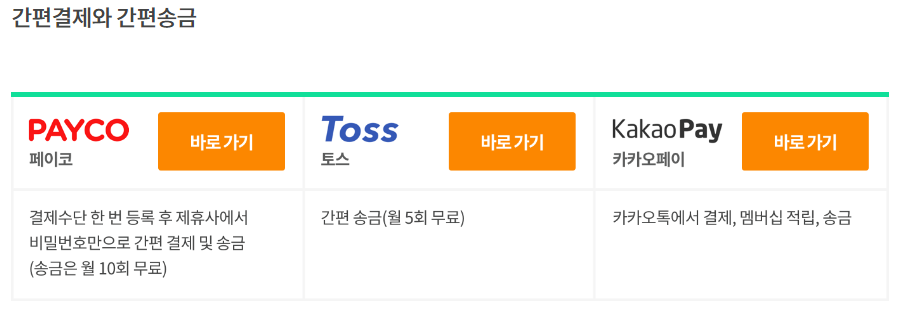 간편결제와 간편송금
PAYCO
페이코
바로 가기
Toss
토스
바로 가기
Kakao Pay
카카오페이
바로 가기
결제수단 한 번 등록 후 제휴사에서
비밀번호만으로 간편 결제 및 송금
(송금은 월 10회 무료)
간편 송금(월 5회 무료)
카카오톡에서 결제, 멤버십 적립, 송금